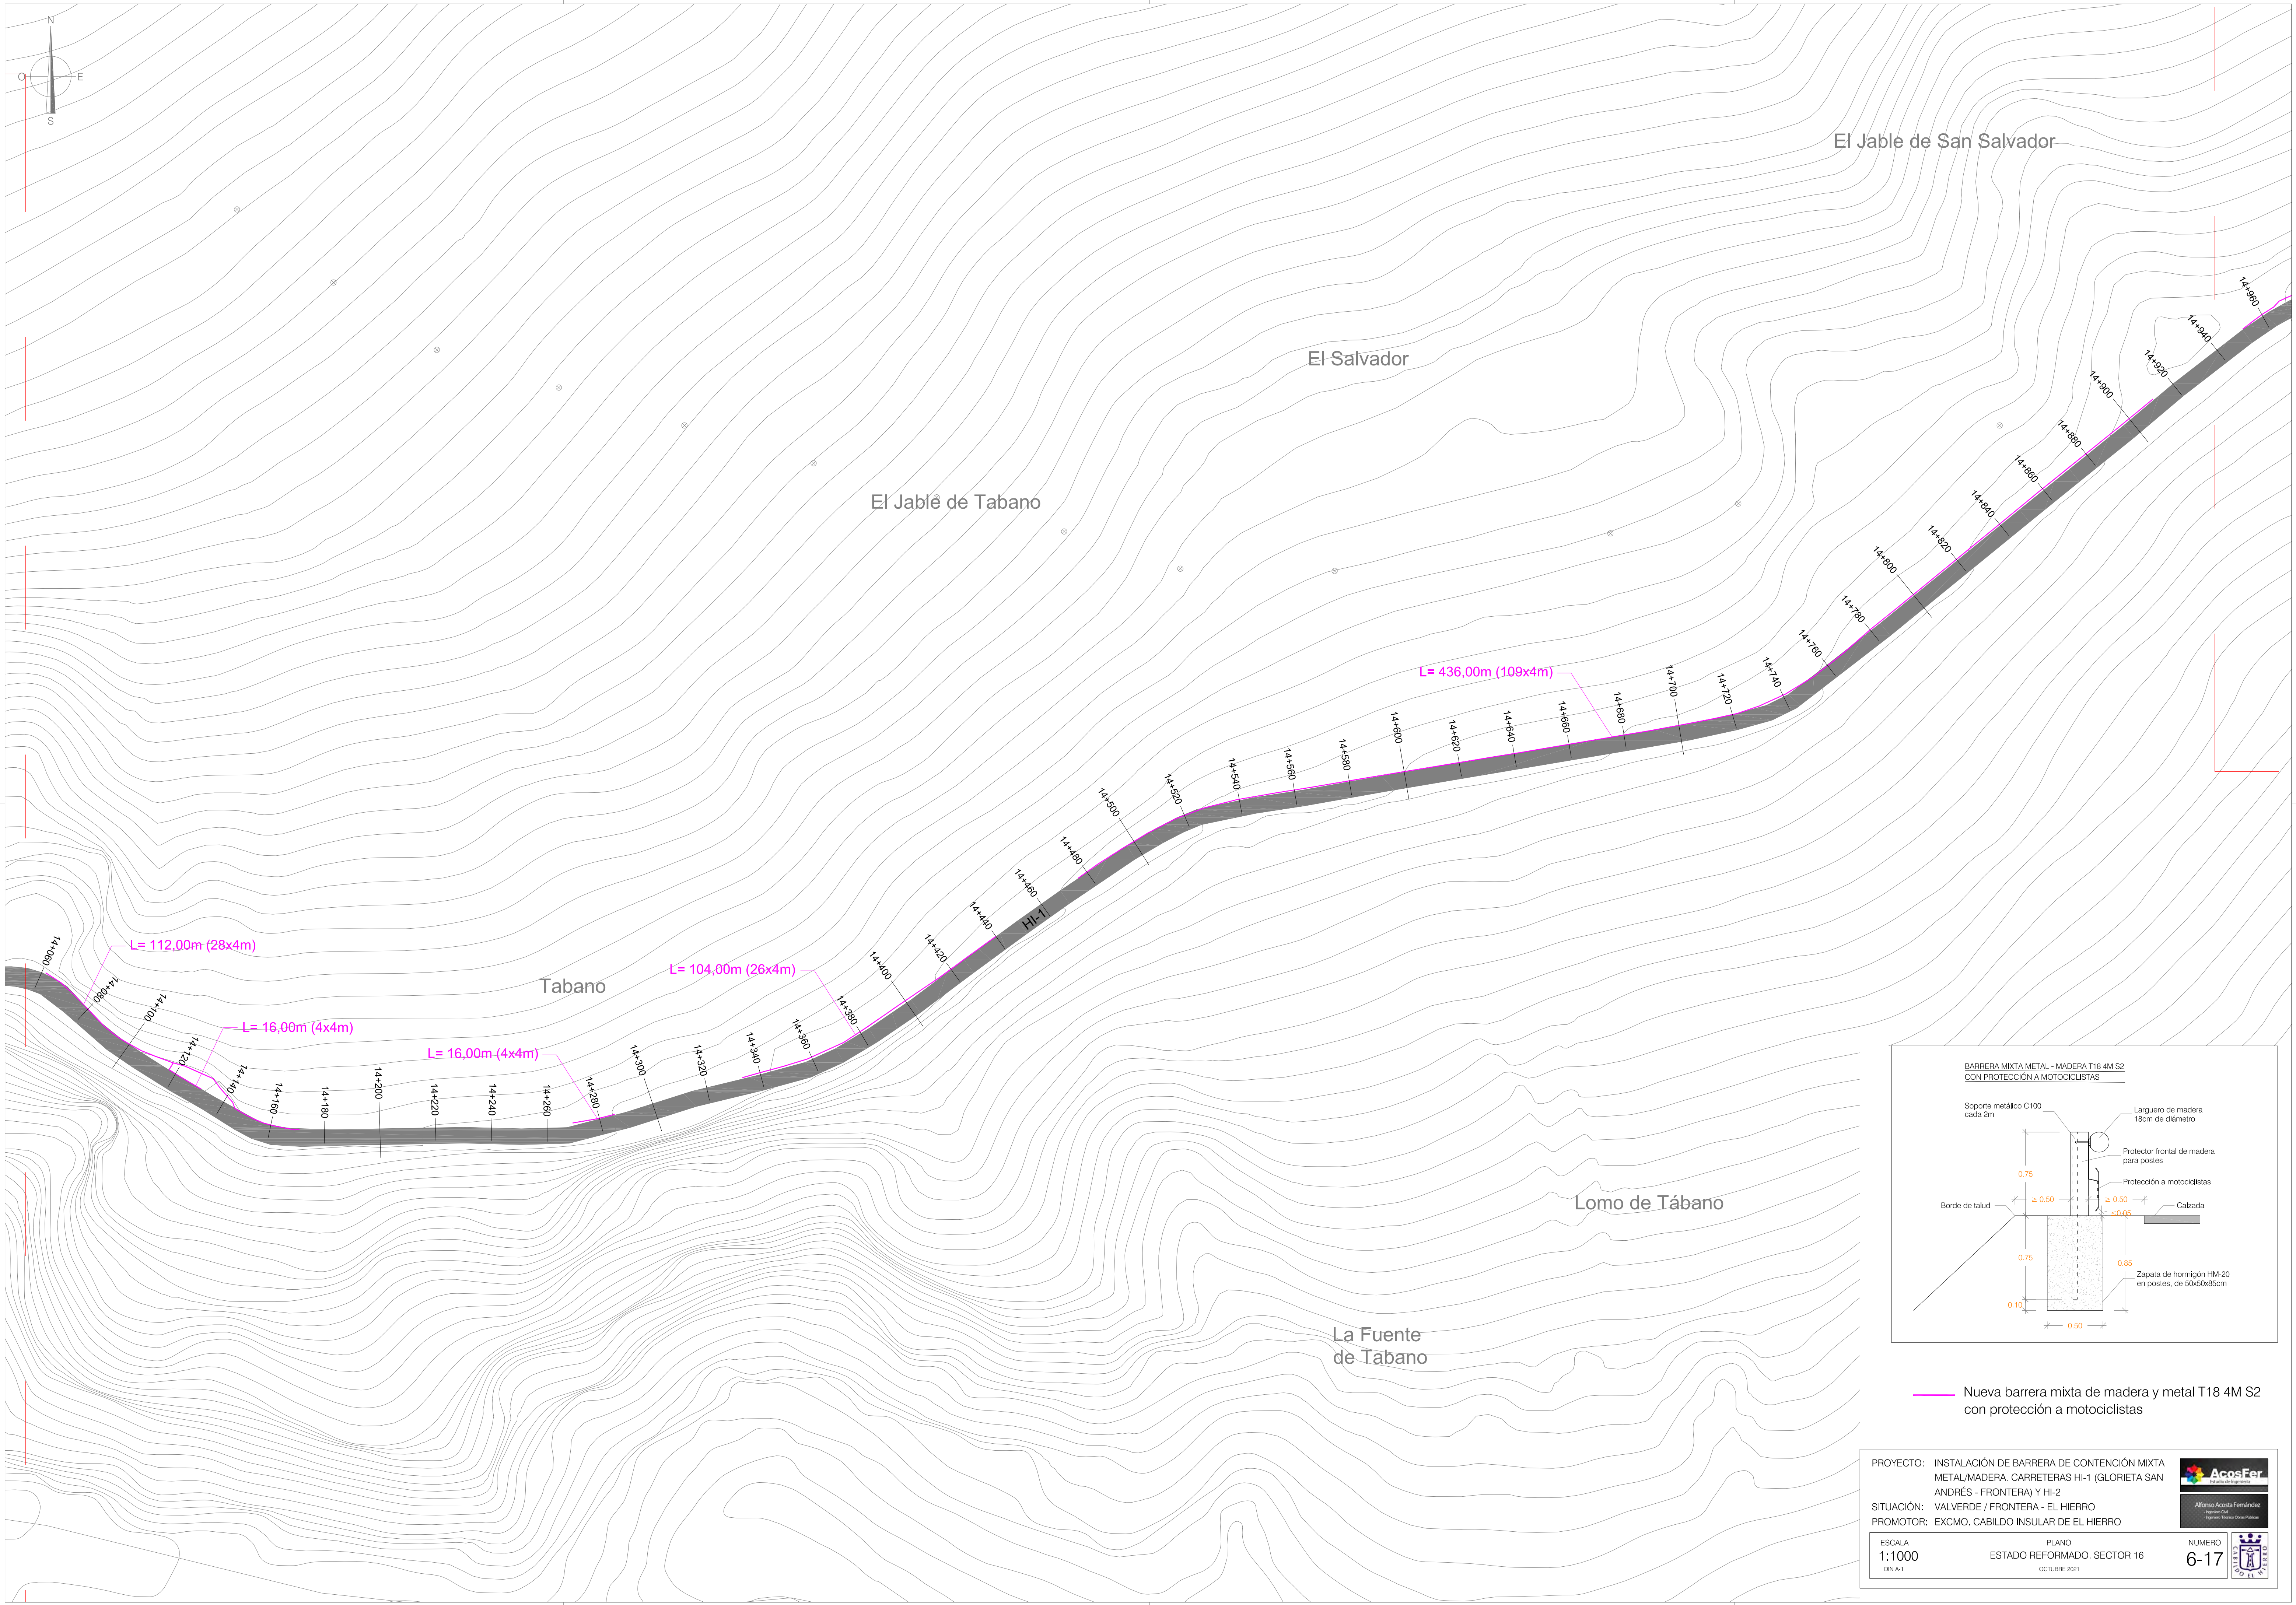 N
O
E
S
El Jable de San Salvador
El Salvador
El Jable de Tabano
Tabano
Lomo de Tábano
La Fuente
de Tabano
L= 112,00m (28x4m)
L= 16,00m (4x4m)
L= 16,00m (4x4m)
L= 104,00m (26x4m)
L= 436,00m (109x4m)
HI-1
14+060
14+080
14+100
14+120
14+140
14+160
14+180
14+200
14+220
14+240
14+260
14+280
14+300
14+320
14+340
14+360
14+380
14+400
14+420
14+440
14+460
14+480
14+500
14+520
14+540
14+560
14+580
14+600
14+620
14+640
14+660
14+680
14+700
14+720
14+740
14+760
14+780
14+800
14+820
14+840
14+860
14+880
14+900
14+920
14+940
14+960
BARRERA MIXTA METAL - MADERA T18 4M S2
CON PROTECCIÓN A MOTOCICLISTAS
Soporte metálico C100
cada 2m
Larguero de madera
18cm de diámetro
Protector frontal de madera
para postes
Protección a motociclistas
Borde de talud
Calzada
Zapata de hormigón HM-20
en postes, de 50x50x85cm
0.75
≥ 0.50
≥ 0.50
0.75
0.85
0.10
0.50
Nueva barrera mixta de madera y metal T18 4M S2
con protección a motociclistas
PROYECTO: INSTALACIÓN DE BARRERA DE CONTENCIÓN MIXTA
METAL/MADERA. CARRETERAS HI-1 (GLORIETA SAN
ANDRÉS - FRONTERA) Y HI-2
SITUACIÓN: VALVERDE / FRONTERA - EL HIERRO
PROMOTOR: EXCMO. CABILDO INSULAR DE EL HIERRO
AcosFer
Estudio de Ingeniería
Alfonso Acosta Fernández
- Ingeniero Civil
- Ingeniero Técnico Obras Públicas
ESCALA
1:1000
DIN A-1
PLANO
ESTADO REFORMADO. SECTOR 16
OCTUBRE 2021
NUMERO
6-17
CABILDO EL HIERRO